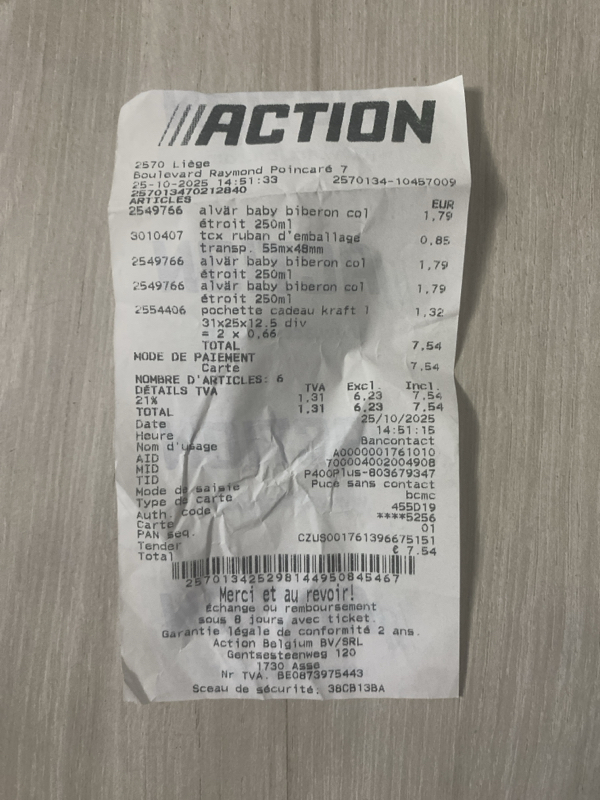 ACTION
2570 Liège
Boulevard Raymond Poincaré 7
25-10-2025 14:51:33 2570134-10457009
257013470212840
ARTICLES EUR
2549766 alvär baby biberon col 1,79
étroit 250ml
3010407 tcx ruban d'emballage 0,85
transp. 55mx48mm
2549766 alvär baby biberon col 1,79
étroit 250ml
2549766 alvär baby biberon col 1,79
étroit 250ml
2554406 pochette cadeau kraft l 1,32
31x25x12.5 div
= 2 x 0,66
TOTAL 7,54
MODE DE PAIEMENT
Carte 7,54
NOMBRE D'ARTICLES: 6
DÉTAILS TVA TVA Excl. Incl.
21% 1,31 6,23 7,54
TOTAL 1,31 6,23 7,54
Date 25/10/2025
Heure 14:51:15
Nom d'usage Bancontact
AID A0000001761010
MID 700004002004908
TID P400Plus-803679347
Mode de saisie Puce sans contact
Type de carte bcmc
Auth. code 455D19
Carte ****5256
PAN seq. 01
Tender CZUS001761396675151
Total € 7.54
257013425298144950845467
Merci et au revoir!
Échange ou remboursement
sous 8 jours avec ticket.
Garantie légale de conformité 2 ans.
Action Belgium BV/SRL
Gentsesteenweg 120
1730 Asse
Nr TVA. BE0873975443
Sceau de sécurité: 38CB13BA